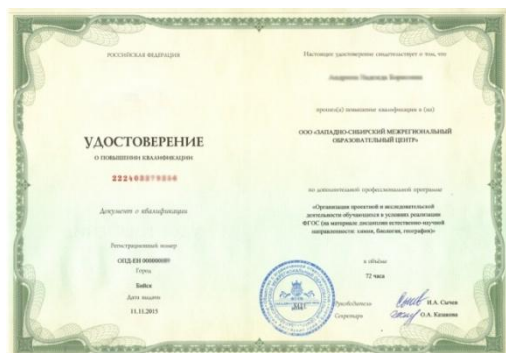 РОССИЙСКАЯ ФЕДЕРАЦИЯ
УДОСТОВЕРЕНИЕ
О ПОВЫШЕНИИ КВАЛИФИКАЦИИ
Документ о квалификации
Регистрационный номер
ОПД-ЕН 000000089
Город
Бийск
Дата выдачи
11.11.2015
Настоящее удостоверение свидетельствует о том, что
прошел(а) повышение квалификации в (на)
ООО «ЗАПАДНО-СИБИРСКИЙ МЕЖРЕГИОНАЛЬНЫЙ
ОБРАЗОВАТЕЛЬНЫЙ ЦЕНТР»
по дополнительной профессиональной программе
«Организация проектной и исследовательской
деятельности обучающихся в условиях реализации
ФГОС (на материале дисциплин естественно-научной
направленности: химия, биология, география)»
в объёме
72 часа
Руководитель
Н.А. Сычев
Секретарь
О.А. Казакова